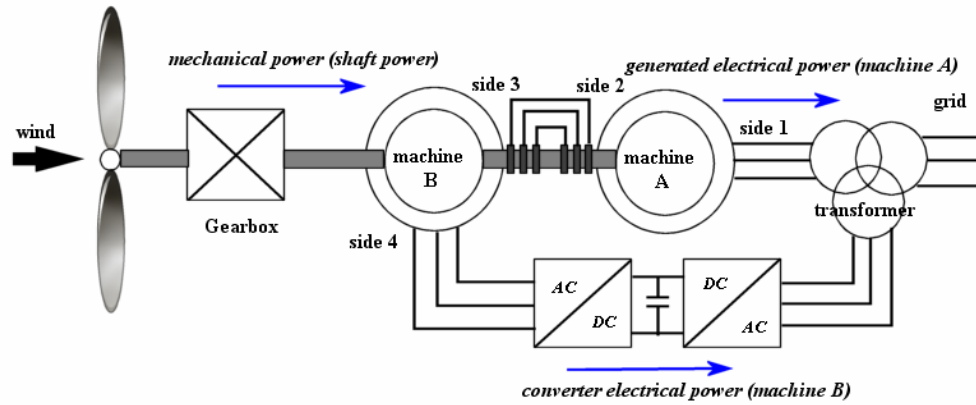 mechanical power (shaft power)
generated electrical power (machine A)
side 3
side 2
grid
wind
side 1
machine
B
machine
A
Gearbox
transformer
side 4
AC
DC
DC
AC
converter electrical power (machine B)